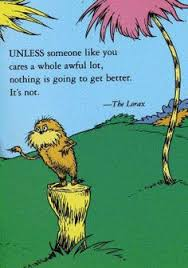 UNLESS someone like you
cares a whole awful lot,
nothing is going to get better.
It's not.
—The Lorax